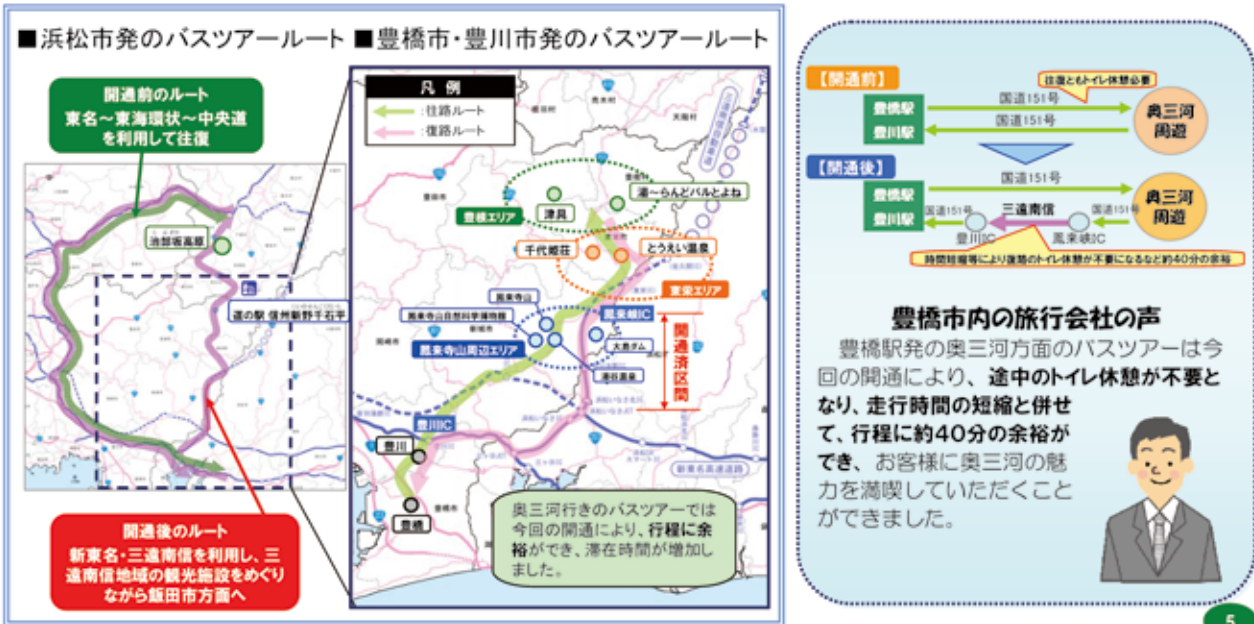 ■浜松市発のバスツアールート
■豊橋市・豊川市発のバスツアールート
開通前のルート
東名～東海環状～中央道
を利用して往復
治部坂高原
道の駅 信州新野千石平
開通後のルート
新東名・三遠南信を利用し、三
遠南信地域の観光施設をめぐり
ながら飯田市方面へ
凡 例
:往路ルート
:復路ルート
湯～らんどパルとよね
津具
豊根エリア
千代姫荘
とうえい温泉
東栄エリア
鳳来寺山
鳳来寺山自然科学博物館
鳳来峡IC
大島ダム
鳳来寺山周辺エリア
湯谷温泉
開通済区間
豊川IC
豊川
新東名高速道路
豊橋
奥三河行きのバスツアーでは
今回の開通により、行程に余
裕ができ、滞在時間が増加し
ました。
【開通前】
往復ともトイレ休憩必要
国道151号
豊橋駅
豊川駅
国道151号
奥三河
周遊
【開通後】
国道151号
豊橋駅
豊川駅
国道151号
三遠南信
国道151号
奥三河
周遊
豊川IC
鳳来峡IC
時間短縮等により復路のトイレ休憩が不要になるなど約40分の余裕
豊橋市内の旅行会社の声
豊橋駅発の奥三河方面のバスツアーは今
回の開通により、途中のトイレ休憩が不要と
なり、走行時間の短縮と併せ
て、行程に約40分の余裕が
でき、お客様に奥三河の魅
力を満喫していただくこと
ができました。
5